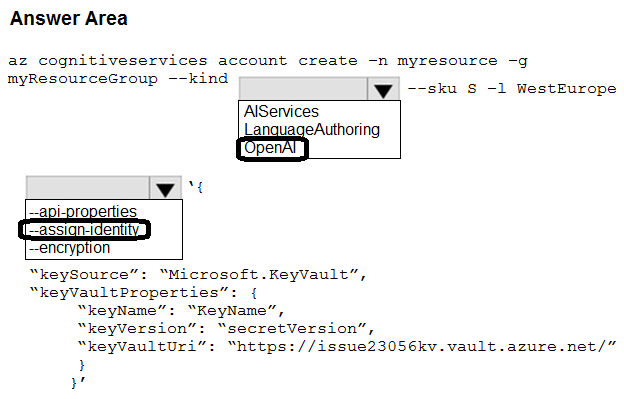 Answer Area
az cognitiveservices account create –n myresource –g
myResourceGroup --kind --sku S –l WestEurope
AIServices
LanguageAuthoring
OpenAI
‘{
--api-properties
--assign-identity
--encryption
“keySource”: “Microsoft.KeyVault”,
“keyVaultProperties”: {
“keyName”: “KeyName”,
“keyVersion”: “secretVersion”,
“keyVaultUri”: “https://issue23056kv.vault.azure.net/”
}
}’